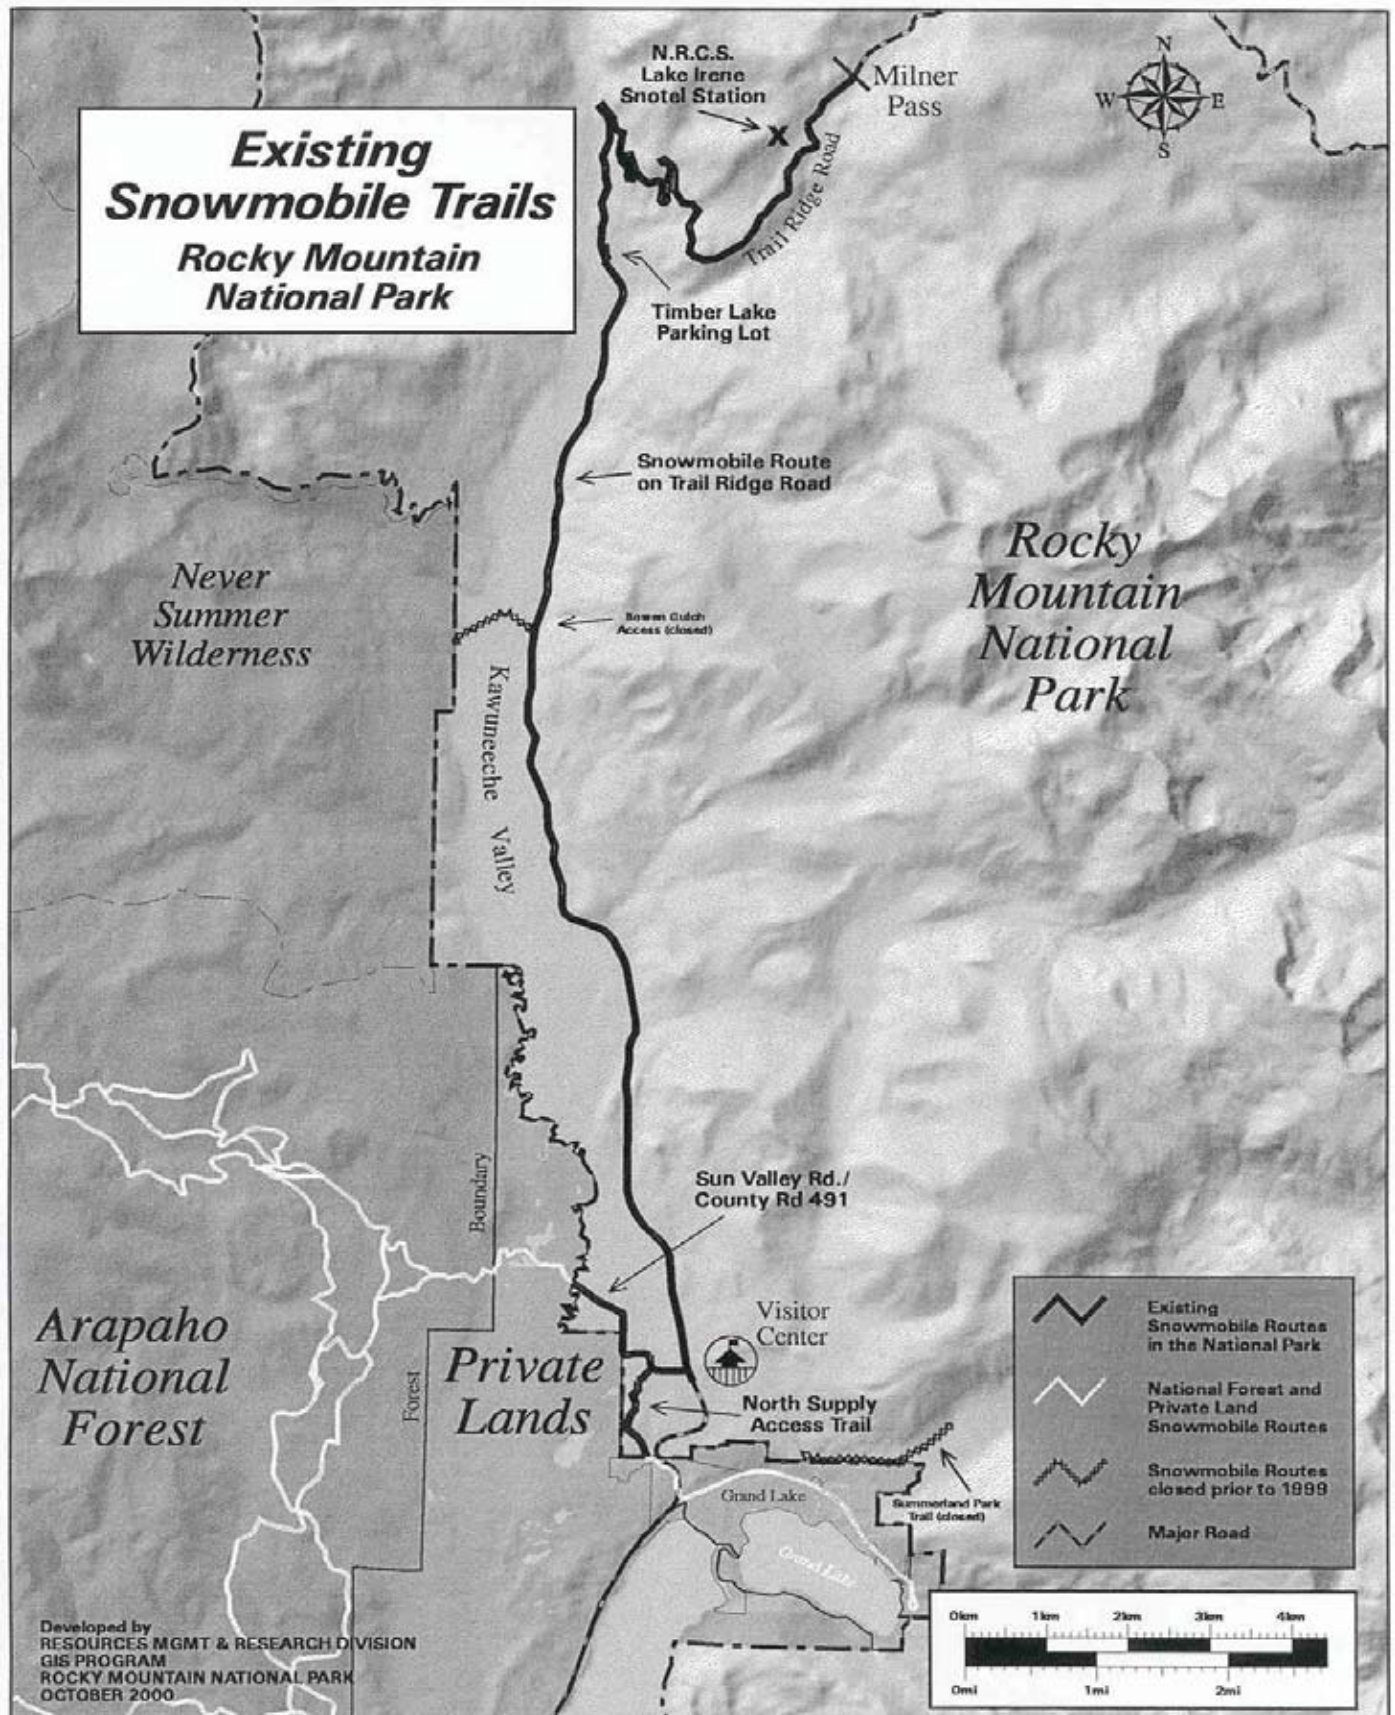 Existing
Snowmobile Trails
Rocky Mountain
National Park
N.R.C.S.
Lake Irene
Snotel Station
X
Milner
Pass
N
W
E
S
Trail Ridge Road
Timber Lake
Parking Lot
Snowmobile Route
on Trail Ridge Road
Rocky
Mountain
National
Park
Never
Summer
Wilderness
Bowen Gulch
Access (closed)
Kawuneeche Valley
Sun Valley Rd./
County Rd 491
Boundary
Visitor
Center
Arapaho
National
Forest
Private
Lands
Forest
North Supply
Access Trail
Grand Lake
Summerland Park
Trail (closed)
Grand Lake
Existing
Snowmobile Routes
in the National Park
National Forest and
Private Land
Snowmobile Routes
Snowmobile Routes
closed prior to 1999
Major Road
0km 1km 2km 3km 4km
0mi 1mi 2mi
Developed by
RESOURCES MGMT & RESEARCH DIVISION
GIS PROGRAM
ROCKY MOUNTAIN NATIONAL PARK
OCTOBER 2000